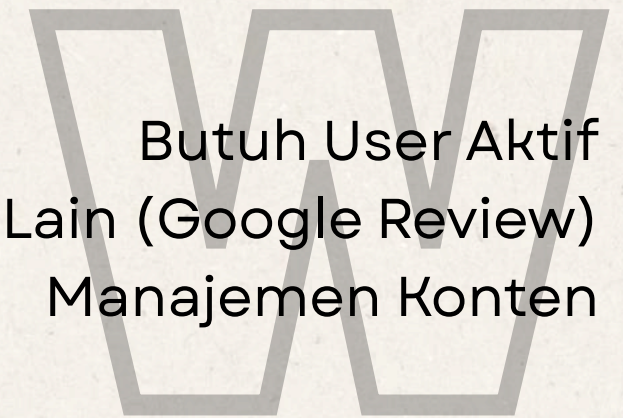 W
Butuh User Aktif
Lain (Google Review)
Manajemen Konten